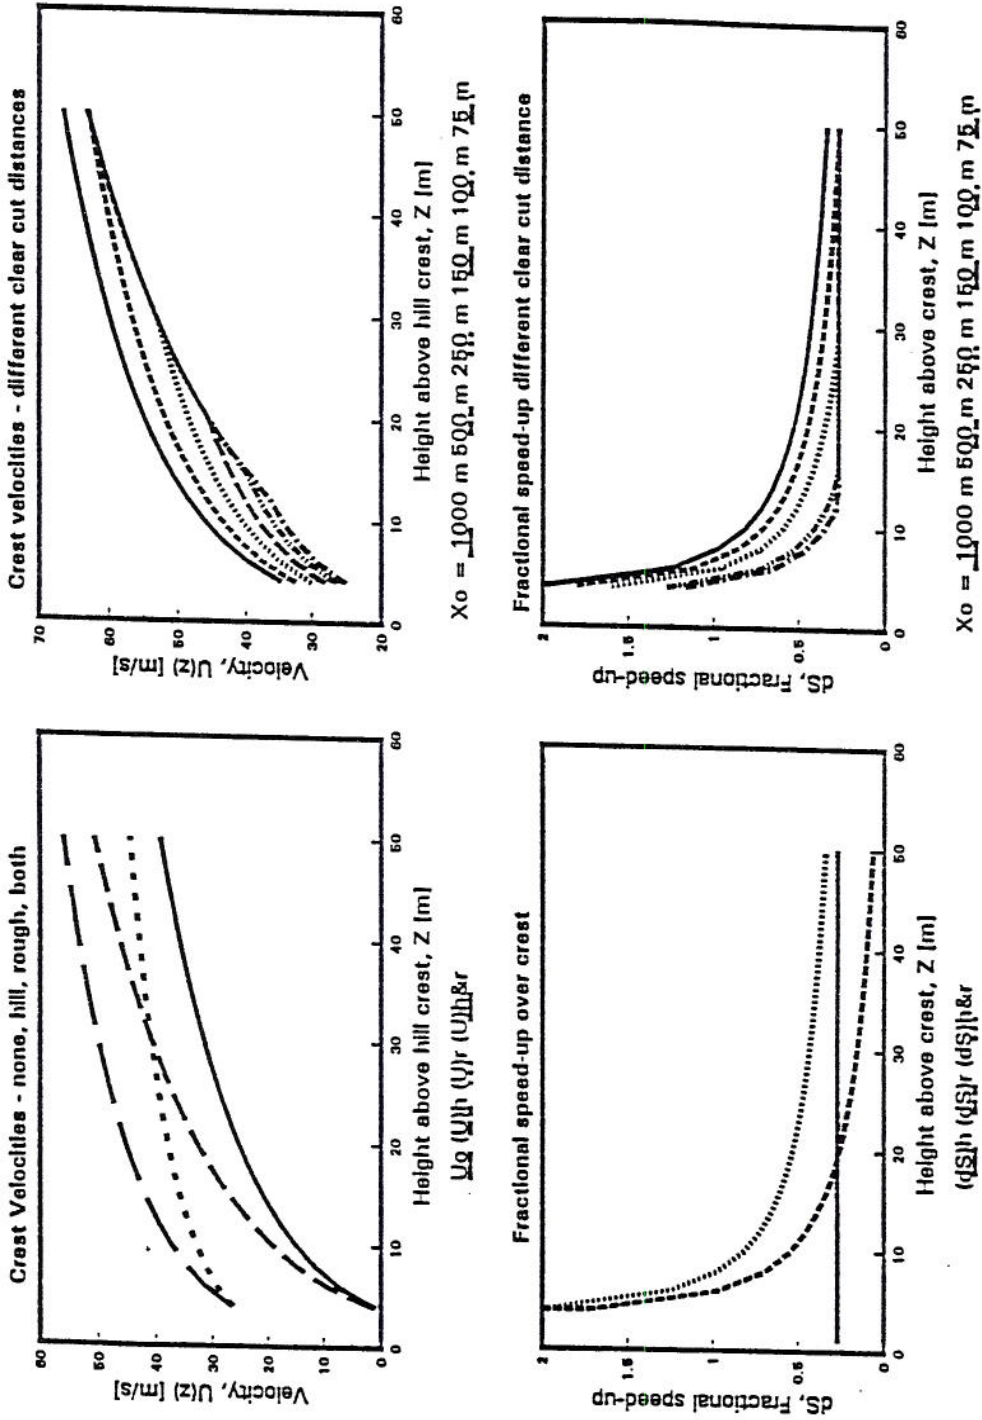 Crest Velocities - none, hill, rough, both
60
50
40
30
20
10
0
Velocity, U(z) [m/s]
0 10 20 30 40 50 60
Height above hill crest, Z [m]
Uo (U)h (U)r (U)h&r
Crest velocities - different clear cut distances
70
60
50
40
30
20
Velocity, U(z) [m/s]
0 10 20 30 40 50 60
Height above hill crest, Z [m]
Xo = 1000 m 500 m 250 m 150 m 100 m 75 m
Fractional speed-up over crest
2
1.5
1
0.5
0
dS, Fractional speed-up
0 10 20 30 40 50 60
Height above crest, Z [m]
(dS)h (dS)r (dS)h&r
Fractional speed-up different clear cut distance
2
1.5
1
0.5
0
dS, Fractional speed-up
0 10 20 30 40 50 60
Height above crest, Z [m]
Xo = 1000 m 500 m 250 m 150 m 100 m 75 m